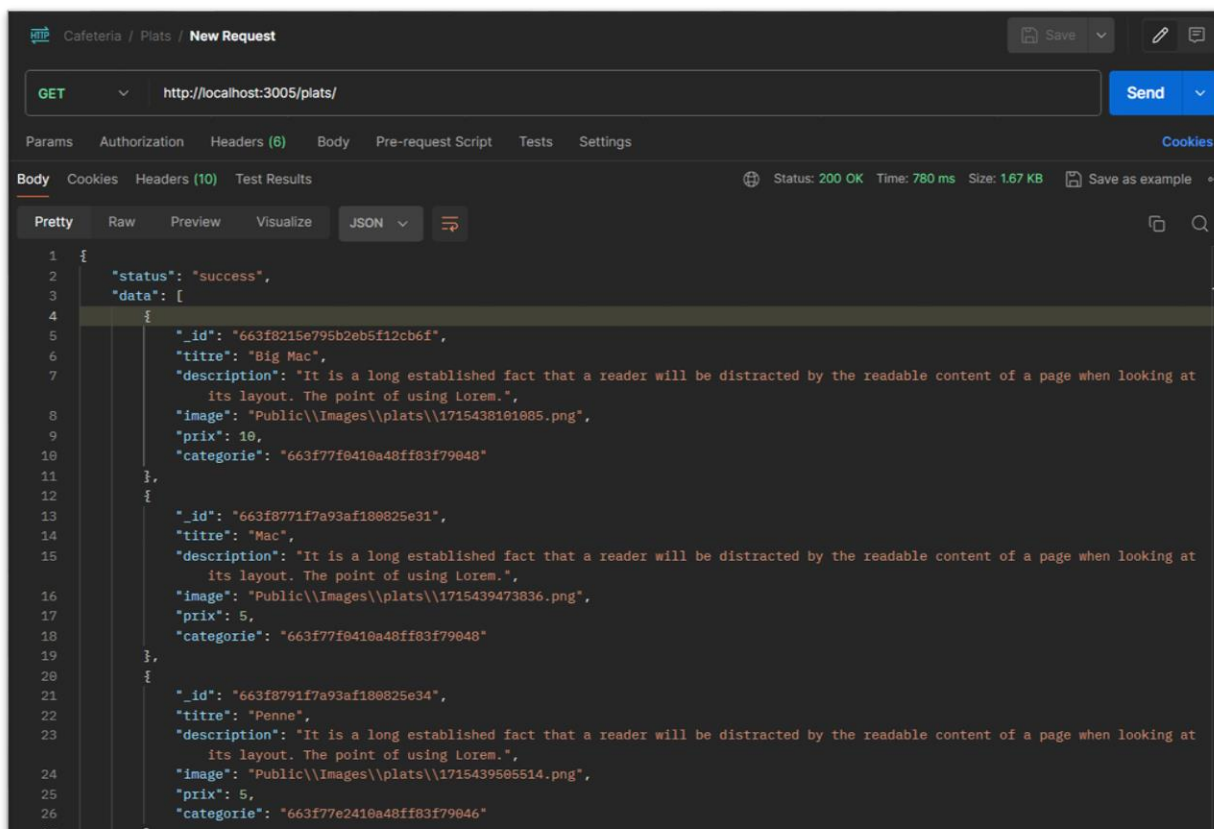 HTTP Cafeteria / Plats / New Request Save
GET http://localhost:3005/plats/ Send
Params Authorization Headers (6) Body Pre-request Script Tests Settings Cookies
Body Cookies Headers (10) Test Results Status: 200 OK Time: 780 ms Size: 1.67 KB Save as example
Pretty Raw Preview Visualize JSON
1 {
2 "status": "success",
3 "data": [
4 {
5 "_id": "663f8215e795b2eb5f12cb6f",
6 "titre": "Big Mac",
7 "description": "It is a long established fact that a reader will be distracted by the readable content of a page when looking at
its layout. The point of using Lorem.",
8 "image": "Public\\Images\\plats\\1715438101085.png",
9 "prix": 10,
10 "categorie": "663f77f0410a48ff83f79048"
11 },
12 {
13 "_id": "663f8771f7a93af180825e31",
14 "titre": "Mac",
15 "description": "It is a long established fact that a reader will be distracted by the readable content of a page when looking at
its layout. The point of using Lorem.",
16 "image": "Public\\Images\\plats\\1715439473836.png",
17 "prix": 5,
18 "categorie": "663f77f0410a48ff83f79048"
19 },
20 {
21 "_id": "663f8791f7a93af180825e34",
22 "titre": "Penne",
23 "description": "It is a long established fact that a reader will be distracted by the readable content of a page when looking at
its layout. The point of using Lorem.",
24 "image": "Public\\Images\\plats\\1715439505514.png",
25 "prix": 5,
26 "categorie": "663f77e2410a48ff83f79046"